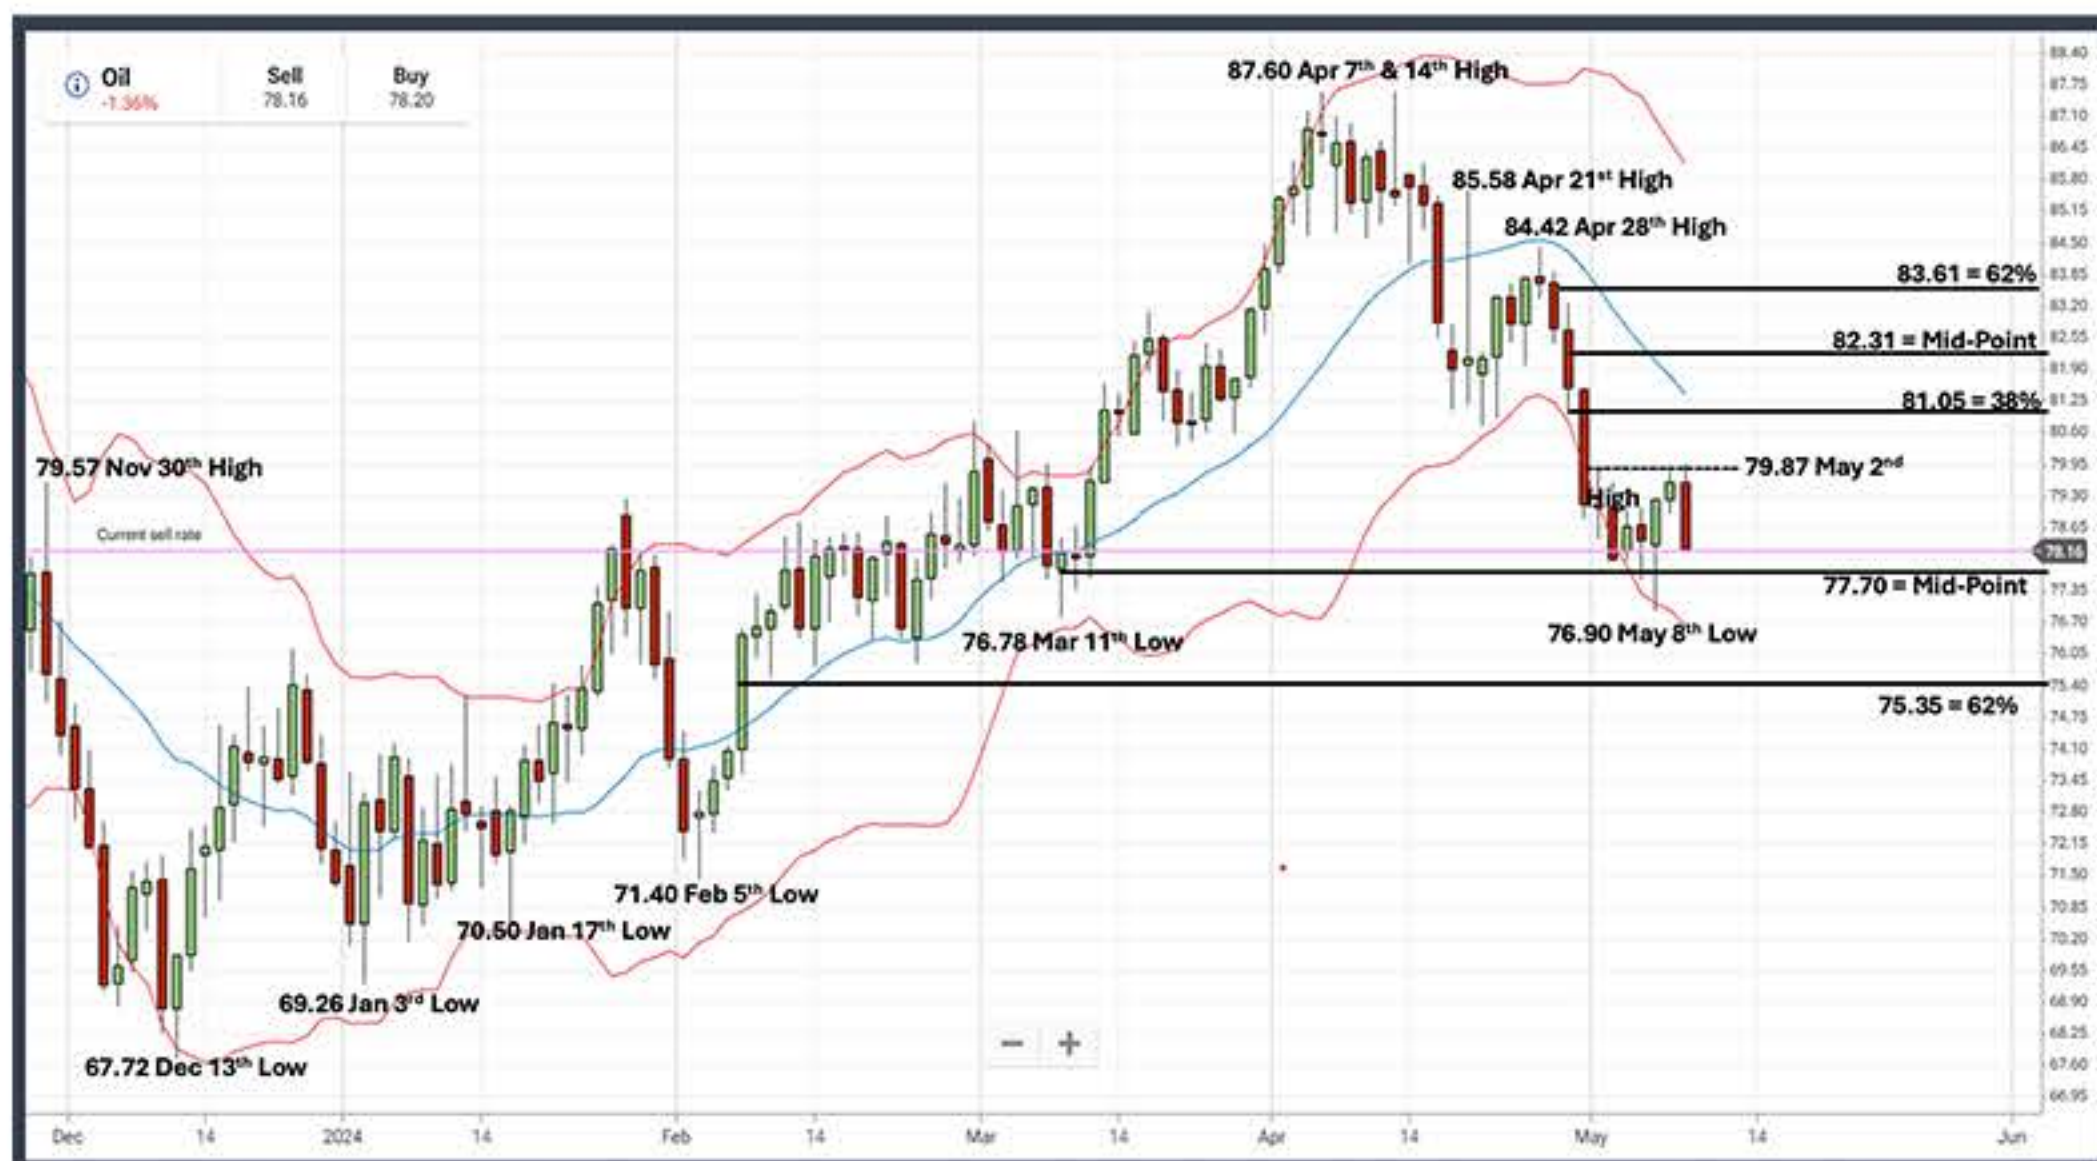 Oil
-1.36%
Sell
78.16
Buy
78.20
87.60 Apr 7th & 14th High
85.58 Apr 21st High
84.42 Apr 28th High
83.61 = 62%
82.31 = Mid-Point
81.05 = 38%
79.57 Nov 30th High
79.87 May 2nd
High
Current sell rate
77.70 = Mid-Point
76.78 Mar 11th Low
76.90 May 8th Low
75.35 = 62%
71.40 Feb 5th Low
70.50 Jan 17th Low
69.26 Jan 3rd Low
67.72 Dec 13th Low
− +
88.40
87.75
87.10
86.45
85.80
85.15
84.50
83.85
83.20
82.55
81.90
81.25
80.60
79.95
79.30
78.65
78.16
77.35
76.70
76.05
75.40
74.75
74.10
73.45
72.80
72.15
71.50
70.85
70.20
69.55
68.90
68.25
67.60
66.95
Dec 14 2024 14 Feb 14 Mar 14 Apr 14 May 14 Jun